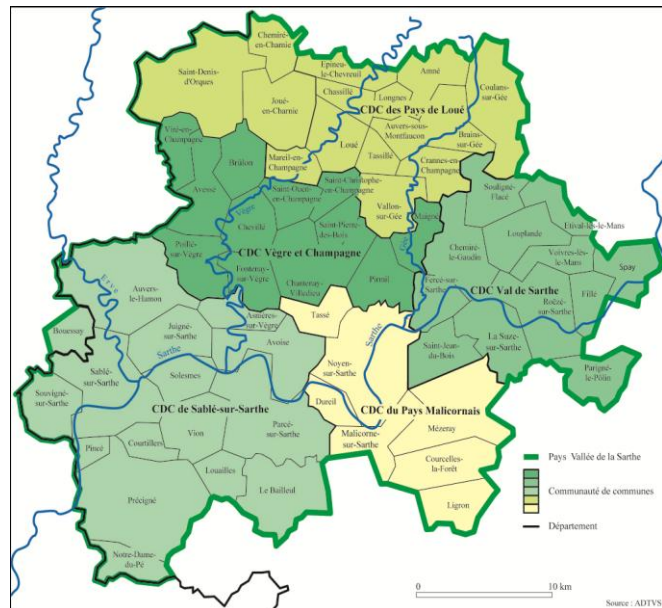 Chemiré-
en-Charnie
Saint-Denis-
d'Orques
Epineu-
le-Chevreuil
Amné
Coulans-
sur-Gée
Chassillé
Longnes
Joué-
en-Charnie
CDC des Pays de Loué
Auvers-sous-
Montfaucon
Viré-en-
Champagne
Loué
Brains-
sur-Gée
Brûlon
Mareil-en-
Champagne
Tassillé
Crannes-en-
Champagne
Souligné-
Flacé
Avessé
Saint-Ouen-
en-Champagne
Saint-Christophe-
en-Champagne
Vallon-
sur-Gée
Maigné
Vègre
Etival-lès-le-Mans
Chevillé
Saint-Pierre-
des-Bois
Louplande
Chemiré-
le-Gaudin
Voivres-
lès-le-Mans
Poillé-
sur-Vègre
CDC Vègre et Champagne
Spay
Fontenay-
sur-Vègre
Chantenay-
Villedieu
Pirmil
Gée
Fercé-sur-
Sarthe
CDC Val de Sarthe
Fillé
Auvers-
le-Hamon
Erve
Roëzé-
sur-Sarthe
Asnières-
sur-Vègre
Tassé
Bouessay
Juigné-
sur-Sarthe
Avoise
Sarthe
Saint-Jean-
du-Bois
La Suze-
sur-Sarthe
Sarthe
Noyen-
sur-Sarthe
Parigné-
le-Pôlin
Sablé-
sur-Sarthe
Solesmes
Souvigné-
sur-Sarthe
CDC de Sablé-sur-Sarthe
Dureil
CDC du Pays Malicornais
Vion
Parcé-
sur-Sarthe
Malicorne-
sur-Sarthe
Mézeray
Pincé
Courtillers
Courcelles-
la-Forêt
Louailles
Précigné
Le Bailleul
Ligron
Notre-Dame-
du-Pé
Pays Vallée de la Sarthe
Communauté de communes
Département
0 10 km
Source : ADTVS